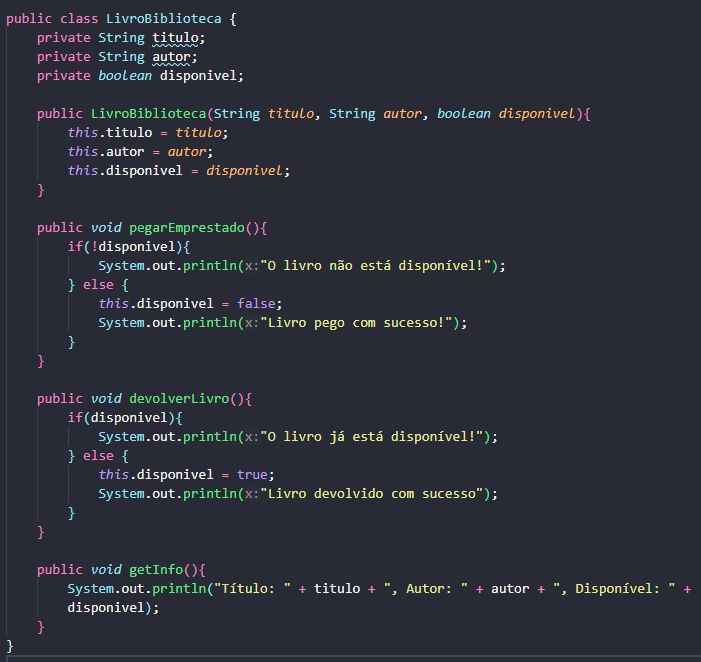 public class LivroBiblioteca {
    private String titulo;
    private String autor;
    private boolean disponivel;

    public LivroBiblioteca(String titulo, String autor, boolean disponivel){
        this.titulo = titulo;
        this.autor = autor;
        this.disponivel = disponivel;
    }

    public void pegarEmprestado(){
        if(!disponivel){
            System.out.println(x:"O livro não está disponível!");
        } else {
            this.disponivel = false;
            System.out.println(x:"Livro pego com sucesso!");
        }
    }

    public void devolverLivro(){
        if(disponivel){
            System.out.println(x:"O livro já está disponível!");
        } else {
            this.disponivel = true;
            System.out.println(x:"Livro devolvido com sucesso");
        }
    }

    public void getInfo(){
        System.out.println("Título: " + titulo + ", Autor: " + autor + ", Disponível: " +
        disponivel);
    }
}